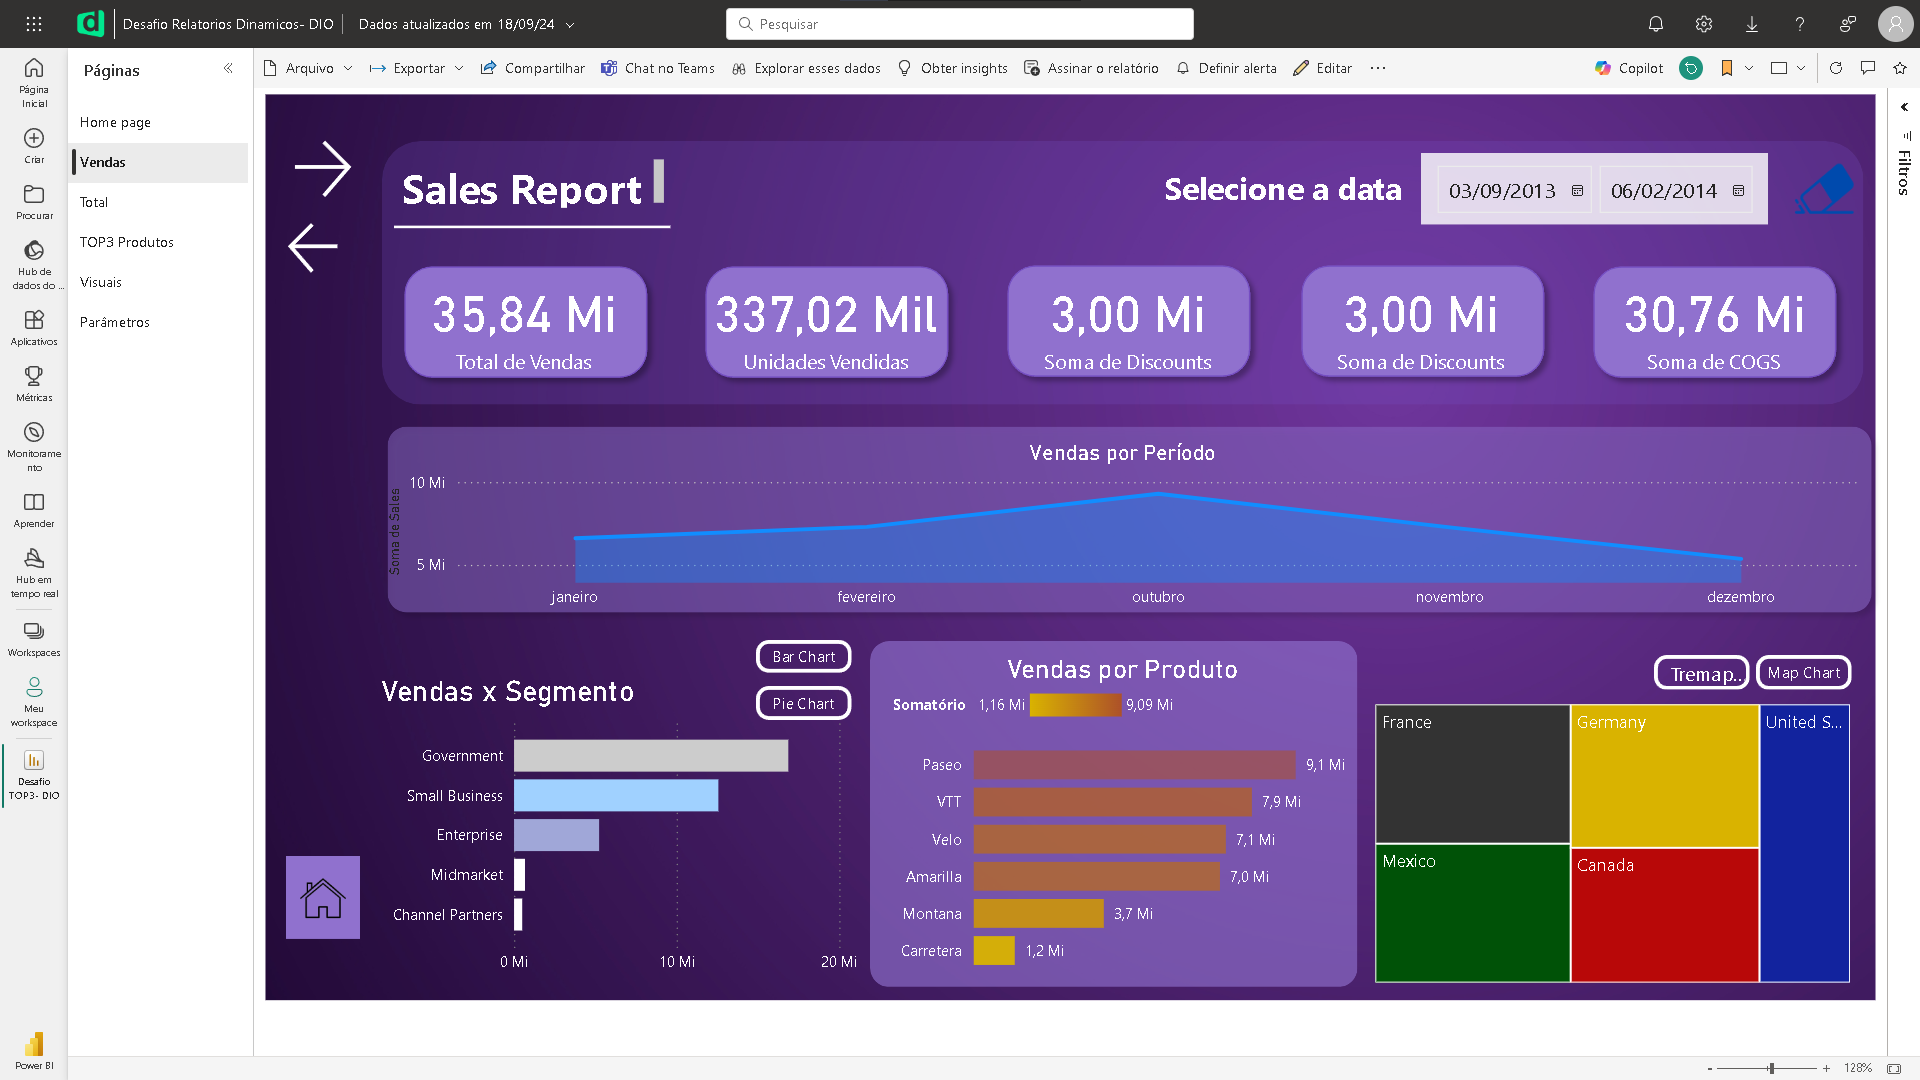 Desafio Relatorios Dinamicos- DIO
Dados atualizados em 18/09/24
Pesquisar
Página
Inicial
Criar
Procurar
Hub de
dados do ...
Aplicativos
Métricas
Monitorame
nto
Aprender
Hub em
tempo real
Workspaces
Meu
workspace
Desafio
TOP3- DIO
Power BI
Páginas
Home page
Vendas
Total
TOP3 Produtos
Visuais
Parâmetros
Arquivo
Exportar
Compartilhar
Chat no Teams
Explorar esses dados
Obter insights
Assinar o relatório
Definir alerta
Editar
Copilot
Filtros
Sales Report
Selecione a data
03/09/2013
06/02/2014
35,84 Mi
Total de Vendas
337,02 Mil
Unidades Vendidas
3,00 Mi
Soma de Discounts
3,00 Mi
Soma de Discounts
30,76 Mi
Soma de COGS
Vendas por Período
Soma de Sales
10 Mi
5 Mi
janeiro
fevereiro
outubro
novembro
dezembro
Bar Chart
Pie Chart
Vendas x Segmento
Government
Small Business
Enterprise
Midmarket
Channel Partners
0 Mi
10 Mi
20 Mi
Vendas por Produto
Somatório 1,16 Mi 9,09 Mi
Paseo 9,1 Mi
VTT 7,9 Mi
Velo 7,1 Mi
Amarilla 7,0 Mi
Montana 3,7 Mi
Carretera 1,2 Mi
Tremap...
Map Chart
France
Germany
United S...
Mexico
Canada
- + 128%